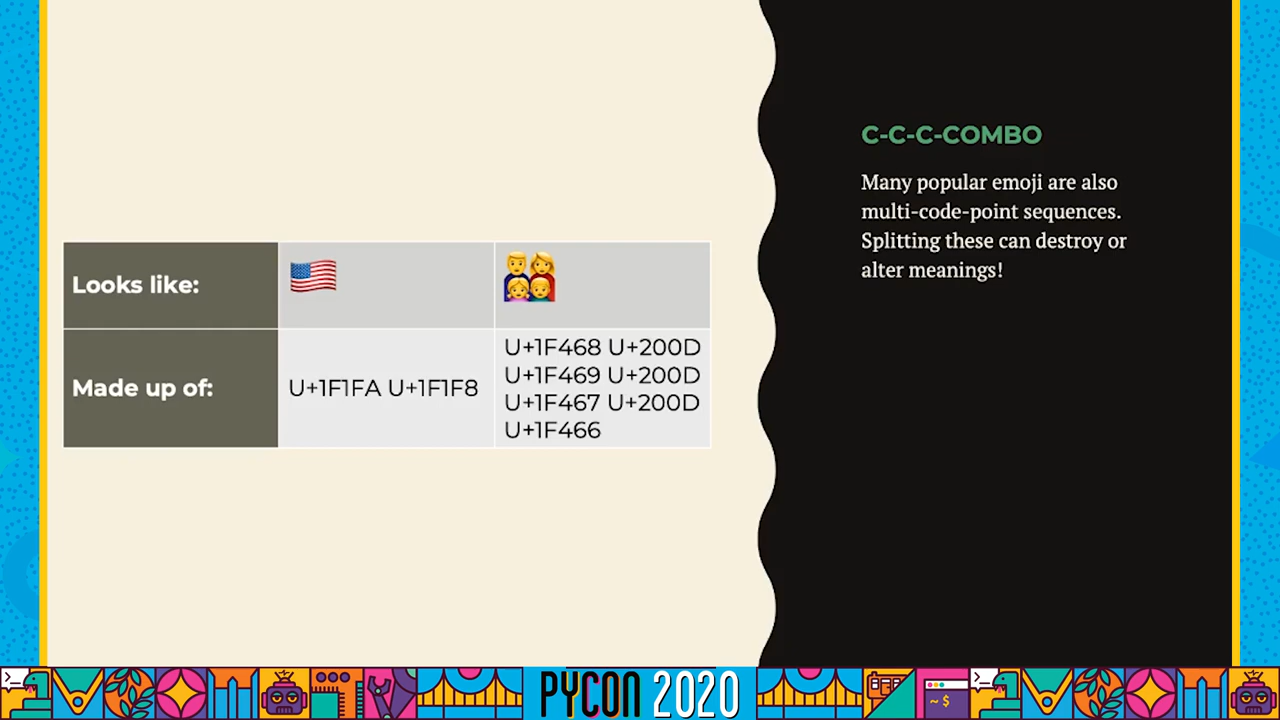 C-C-C-COMBO
Many popular emoji are also
multi-code-point sequences.
Splitting these can destroy or
alter meanings!
Looks like: 🇺🇸 👨‍👩‍👧‍👦
Made up of: U+1F1FA U+1F1F8
U+1F468 U+200D
U+1F469 U+200D
U+1F467 U+200D
U+1F466
PYCON 2020
~$